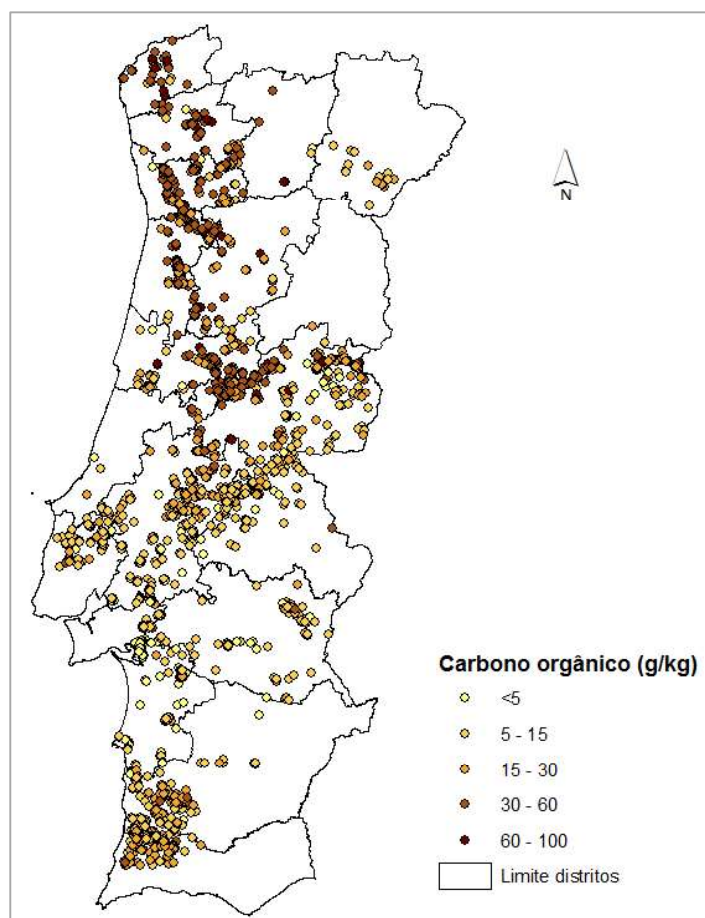 N
Carbono orgânico (g/kg)
<5
5 - 15
15 - 30
30 - 60
60 - 100
Limite distritos